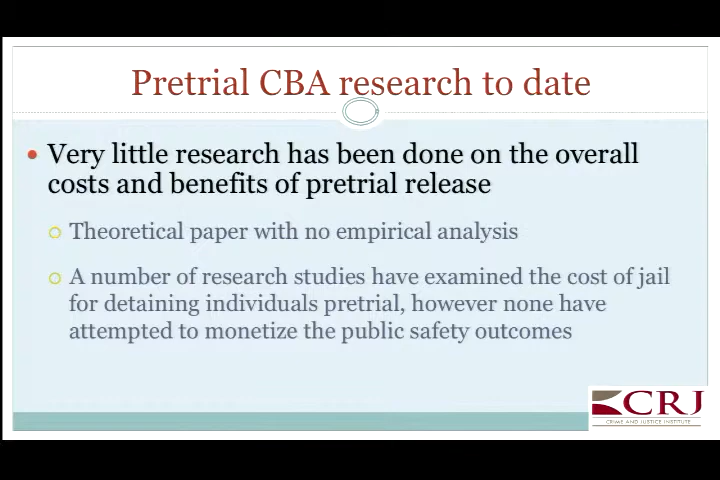 Pretrial CBA research to date
Very little research has been done on the overall
costs and benefits of pretrial release
Theoretical paper with no empirical analysis
A number of research studies have examined the cost of jail
for detaining individuals pretrial, however none have
attempted to monetize the public safety outcomes
CRJ
CRIME AND JUSTICE INSTITUTE